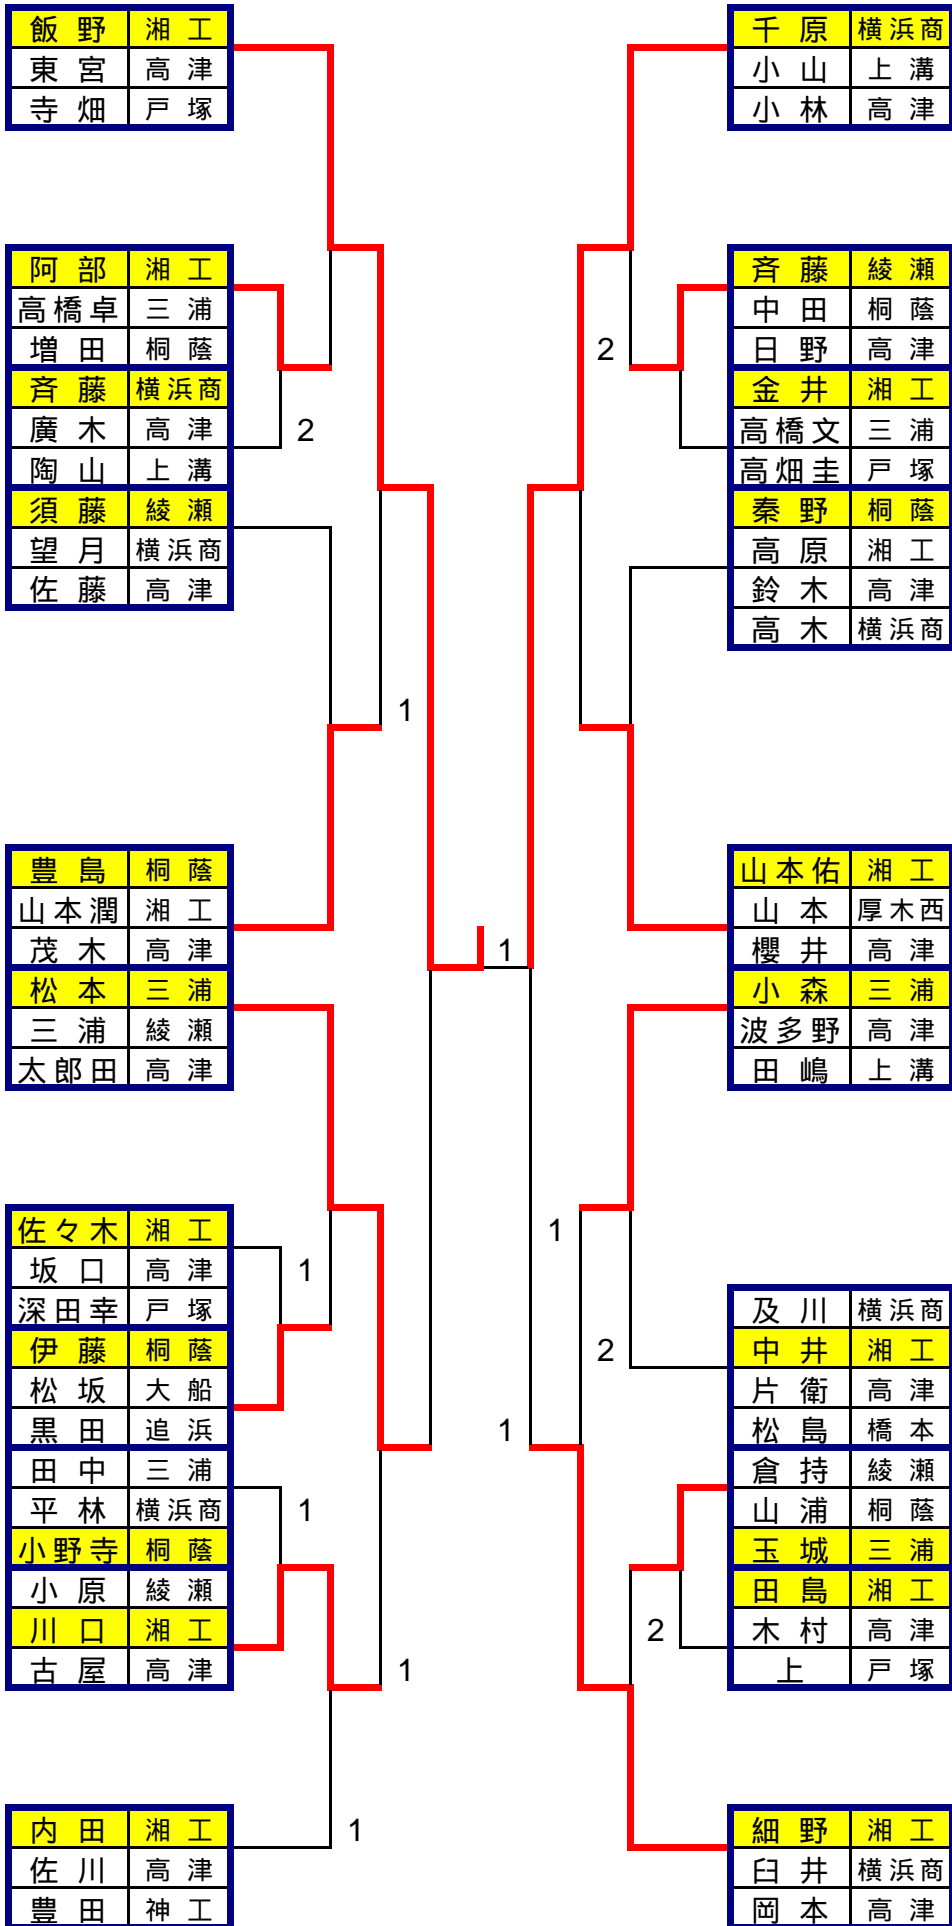 飯野 湘工
東宮 高津
寺畑 戸塚
阿部 湘工
高橋卓 三浦
増田 桐蔭
斉藤 横浜商
廣木 高津
陶山 上溝
2
須藤 綾瀬
望月 横浜商
佐藤 高津
1
豊島 桐蔭
山本潤 湘工
茂木 高津
松本 三浦
三浦 綾瀬
太郎田 高津
佐々木 湘工
坂口 高津
深田幸 戸塚
1
伊藤 桐蔭
松坂 大船
黒田 追浜
田中 三浦
平林 横浜商
小野寺 桐蔭
1
小原 綾瀬
川口 湘工
古屋 高津
1
内田 湘工
佐川 高津
豊田 神工
1
1
1
1
千原 横浜商
小山 上溝
小林 高津
2
斉藤 綾瀬
中田 桐蔭
日野 高津
金井 湘工
高橋文 三浦
高畑圭 戸塚
秦野 桐蔭
高原 湘工
鈴木 高津
高木 横浜商
山本佑 湘工
山本 厚木西
櫻井 高津
小森 三浦
波多野 高津
田嶋 上溝
2
及川 横浜商
中井 湘工
片衛 高津
松島 橋本
倉持 綾瀬
山浦 桐蔭
玉城 三浦
2
田島 湘工
木村 高津
上 戸塚
細野 湘工
臼井 横浜商
岡本 高津